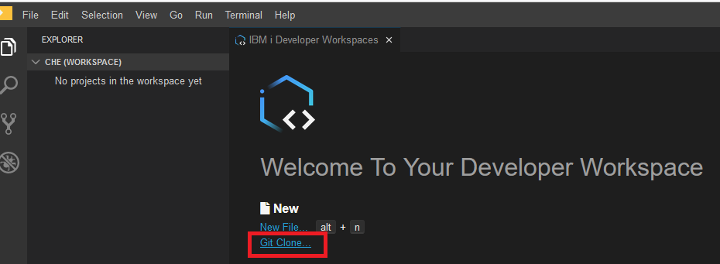 File Edit Selection View Go Run Terminal Help
EXPLORER
IBM i Developer Workspaces ×
CHE (WORKSPACE)
No projects in the workspace yet
Welcome To Your Developer Workspace
New
New File... alt + n
Git Clone...